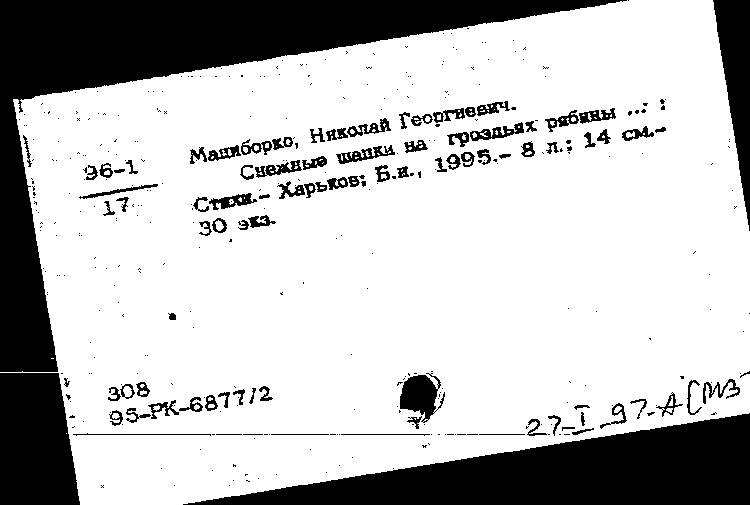 96-1
17
Маниборко, Николай Георгиевич.
Снежные шапки на гроздьях рябины ...: :
Стихи.- Харьков; Б.и., 1995.- 8 л.; 14 см.-
30 экз.
308
95-РК-6877/2
27-I 97-А